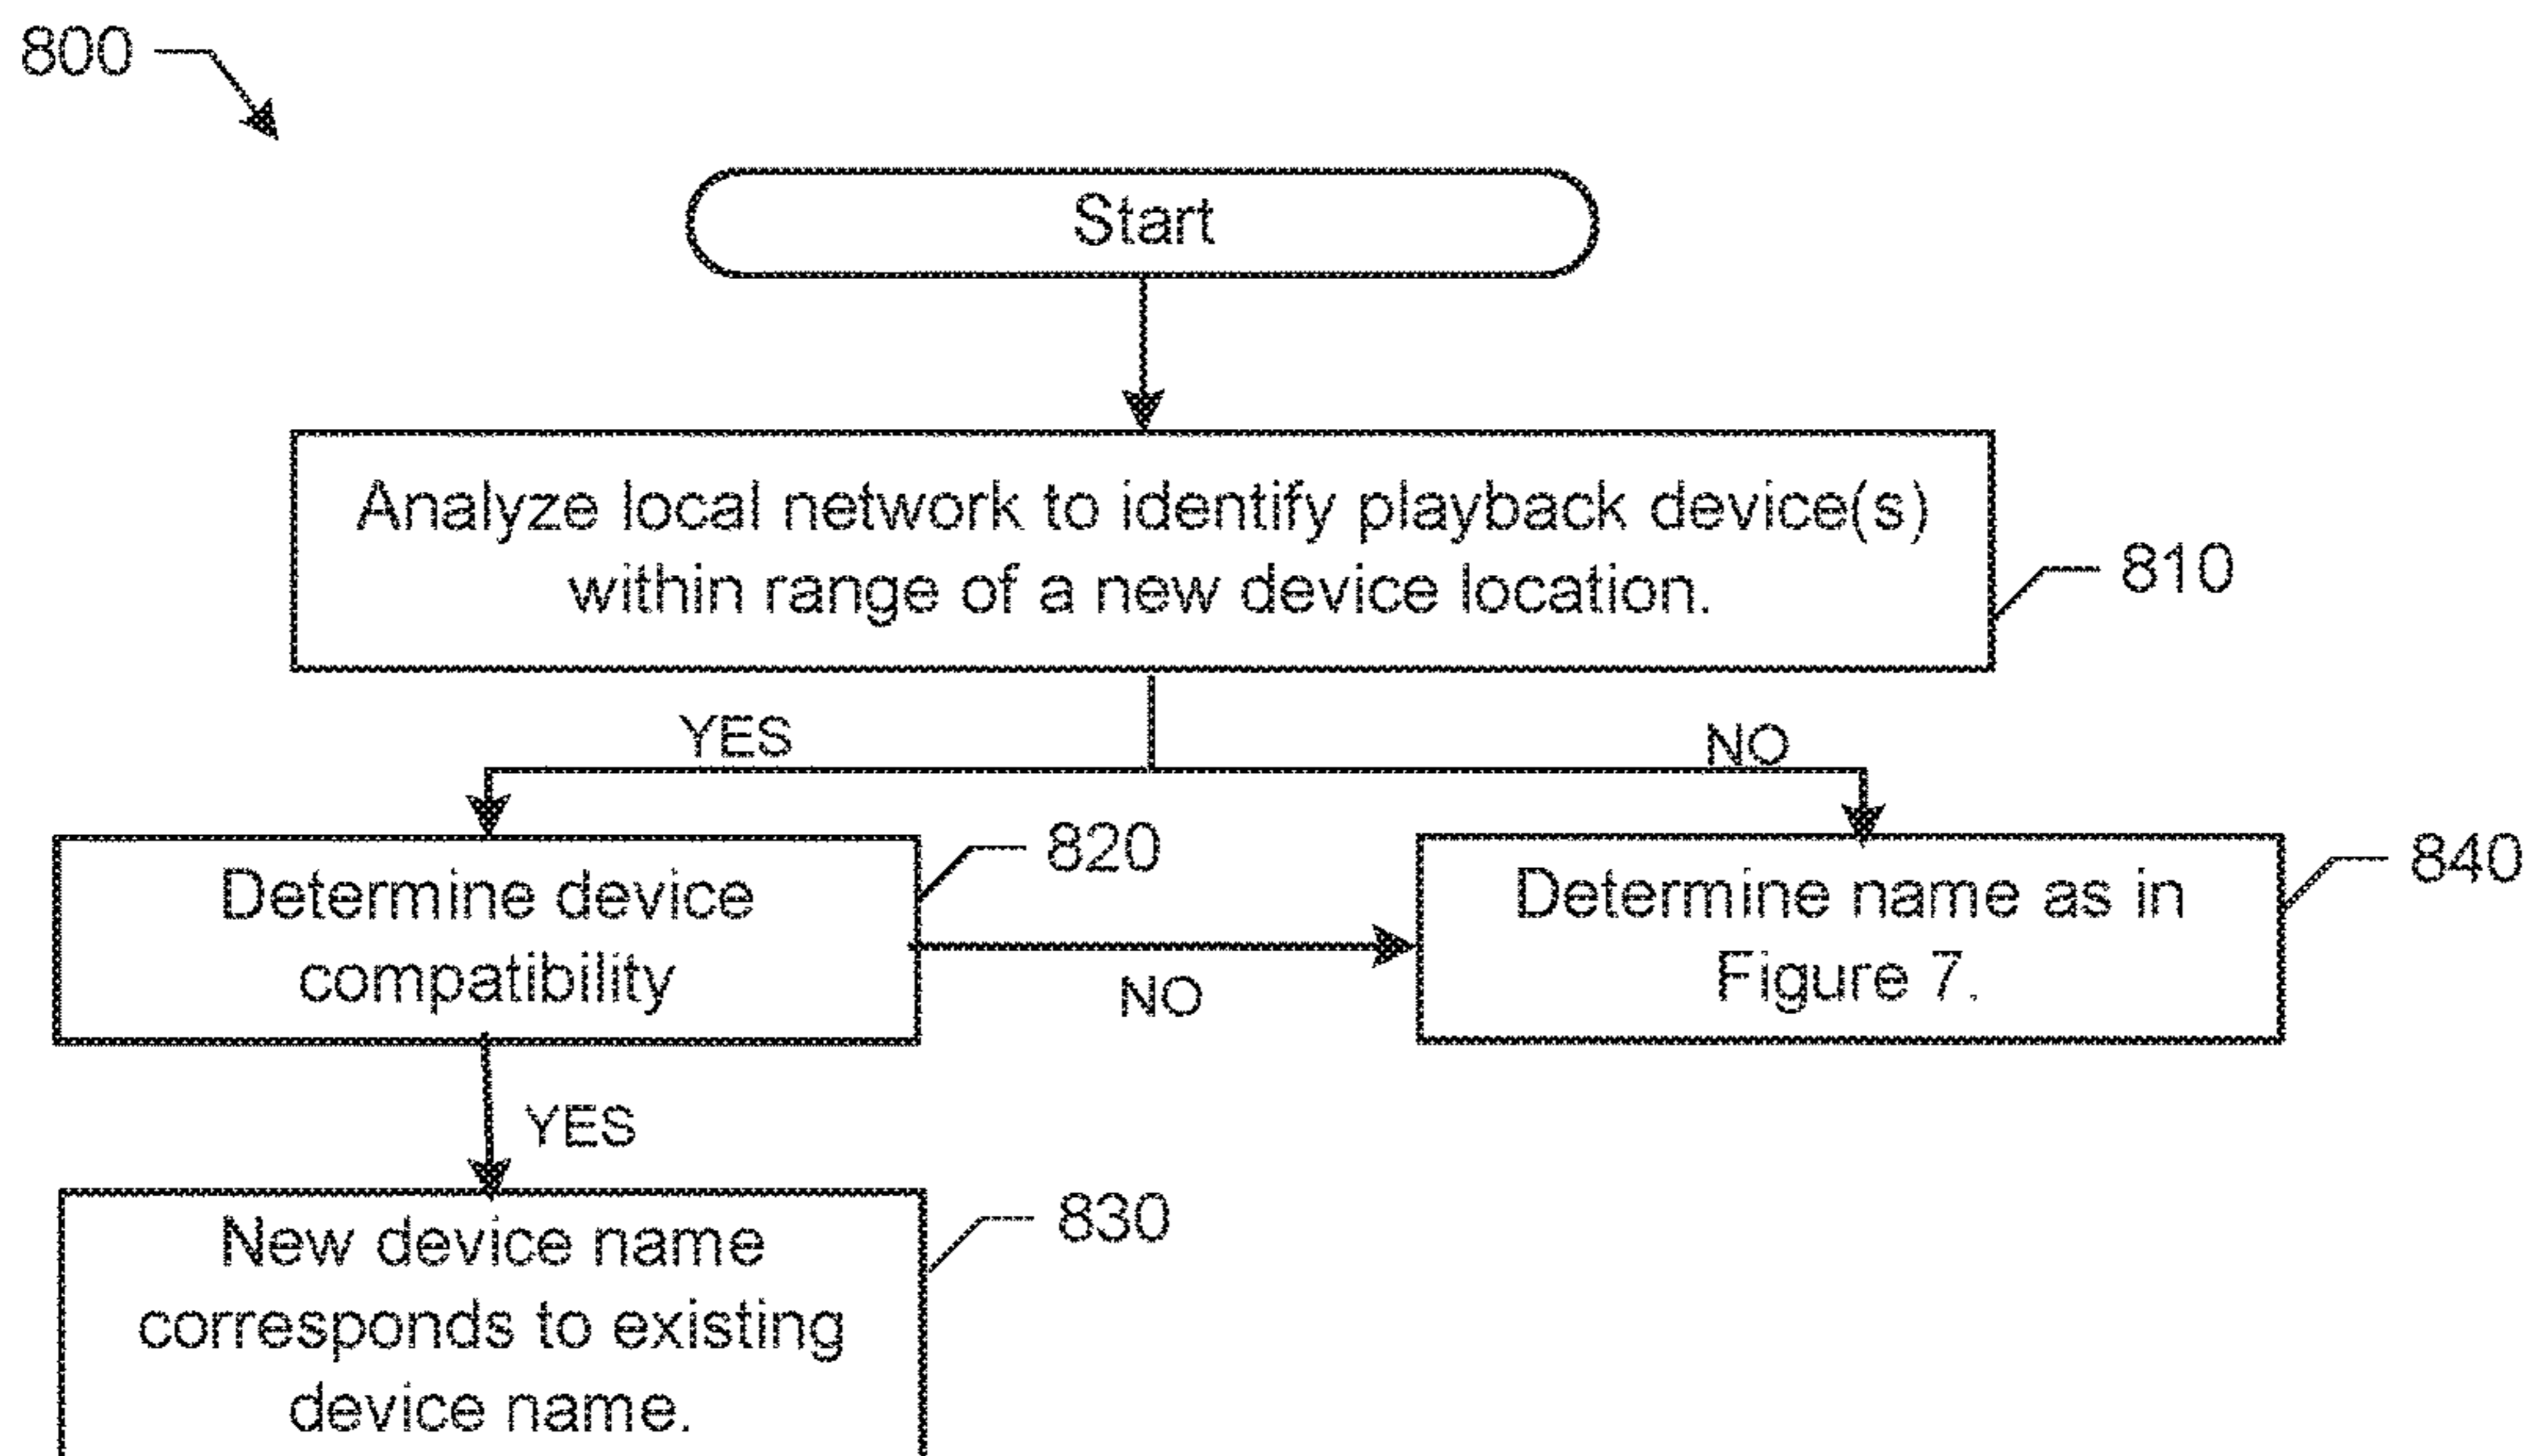 800
Start
Analyze local network to identify playback device(s)
within range of a new device location.
810
YES
NO
Determine device
compatibility
820
NO
Determine name as in
Figure 7.
840
YES
New device name
corresponds to existing
device name.
830